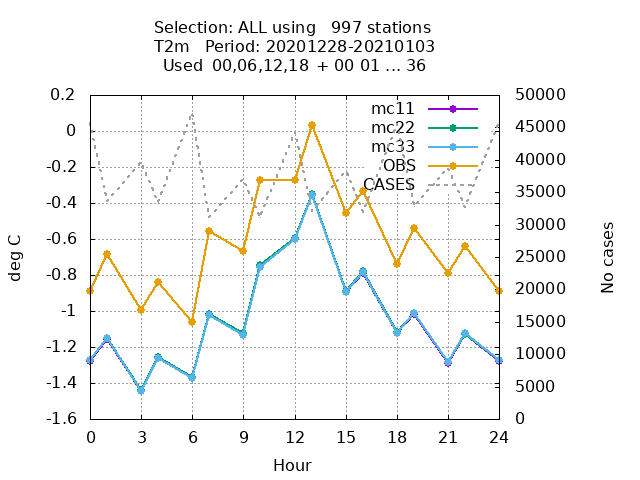 Selection: ALL using   997 stations
T2m   Period: 20201228-20210103
Used  00,06,12,18 + 00 01 ... 36
0.2
0
-0.2
-0.4
-0.6
-0.8
-1
-1.2
-1.4
-1.6
deg C
50000
45000
40000
35000
30000
25000
20000
15000
10000
5000
0
No cases
mc11
mc22
mc33
OBS
CASES
0 3 6 9 12 15 18 21 24
Hour